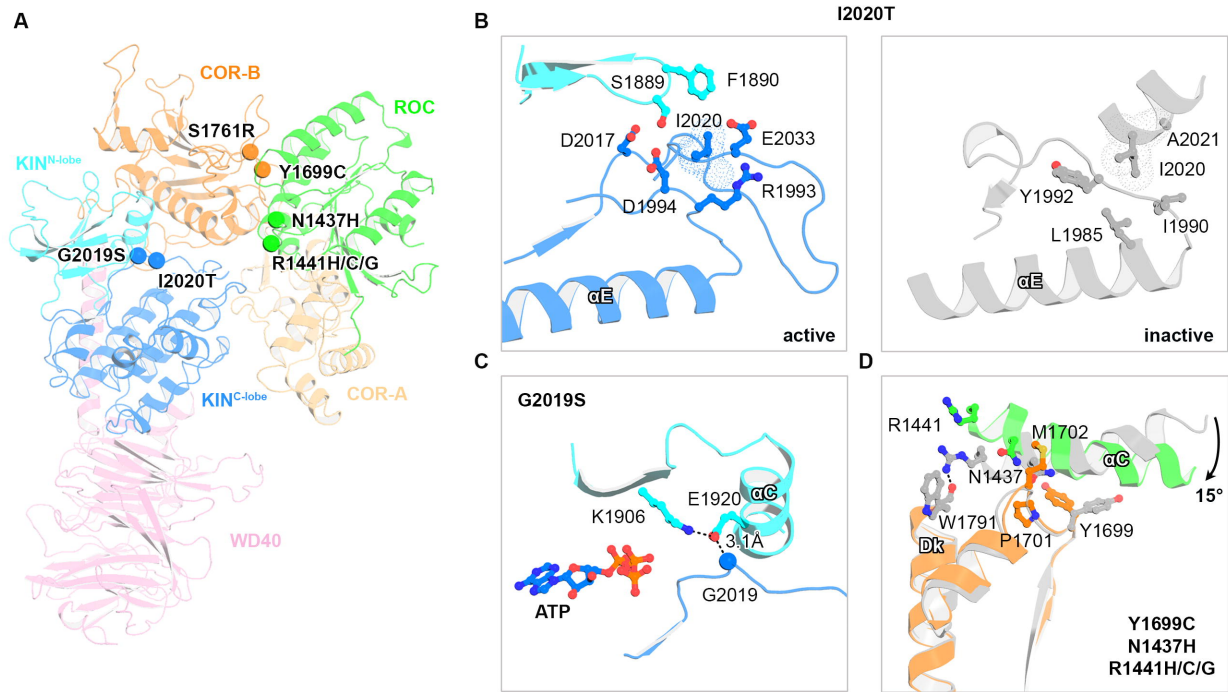 A
COR-B
ROC
S1761R
KIN^N-lobe
Y1699C
N1437H
G2019S
R1441H/C/G
I2020T
KIN^C-lobe
COR-A
WD40
I2020T
B
S1889
F1890
I2020
D2017
E2033
D1994
R1993
αE
active
A2021
I2020
Y1992
I1990
L1985
αE
inactive
C
G2019S
αC
E1920
K1906
3.1Å
G2019
ATP
D
R1441
M1702
αC
N1437
15°
W1791
Y1699
P1701
Dk
Y1699C
N1437H
R1441H/C/G